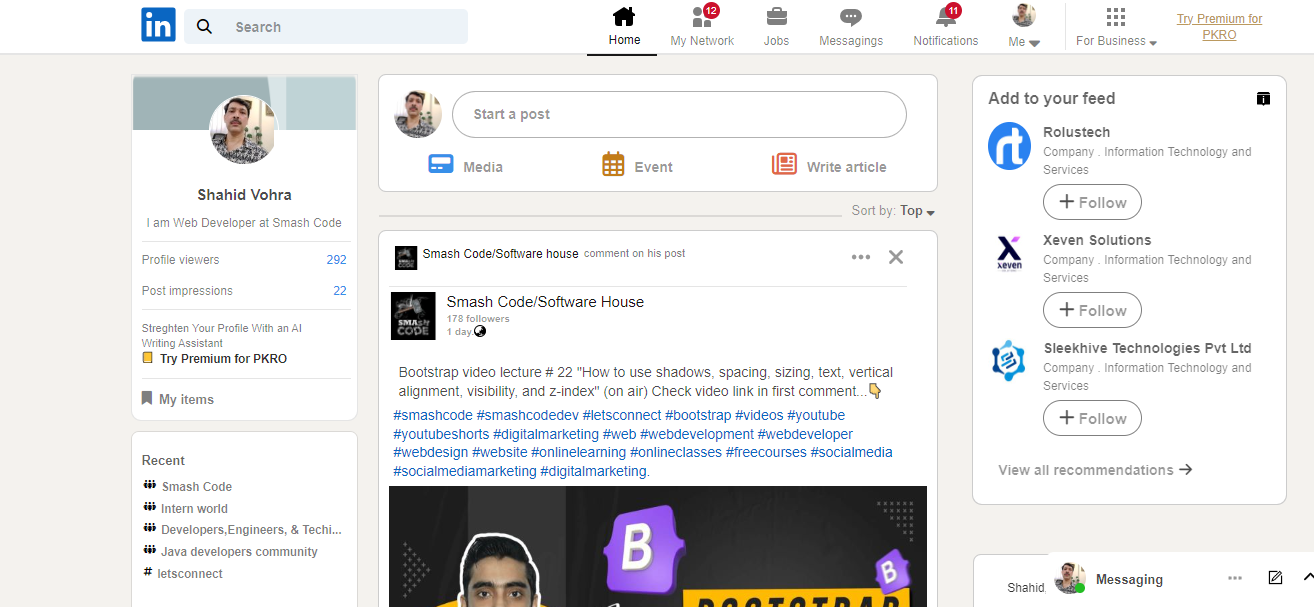 in
Search
Home
12
My Network
Jobs
Messagings
11
Notifications
Me
For Business
Try Premium for
PKRO
Shahid Vohra
I am Web Developer at Smash Code
Profile viewers 292
Post impressions 22
Streghten Your Profile With an AI
Writing Assistant
Try Premium for PKRO
My items
Recent
Smash Code
Intern world
Developers,Engineers, & Techi...
Java developers community
# letsconnect
Start a post
Media
Event
Write article
Sort by: Top
Smash Code/Software house comment on his post
SMASH
CODE
Smash Code/Software House
178 followers
1 day.
Bootstrap video lecture # 22 "How to use shadows, spacing, sizing, text, vertical
alignment, visibility, and z-index" (on air) Check video link in first comment...👇
#smashcode #smashcodedev #letsconnect #bootstrap #videos #youtube
#youtubeshorts #digitalmarketing #web #webdevelopment #webdeveloper
#webdesign #website #onlinelearning #onlineclasses #freecourses #socialmedia
#socialmediamarketing #digitalmarketing.
B
B
BOOTSTRAP
Add to your feed
Rolustech
Company . Information Technology and
Services
+ Follow
xeven
Xeven Solutions
Company . Information Technology and
Services
+ Follow
Sleekhive Technologies Pvt Ltd
Company . Information Technology and
Services
+ Follow
View all recommendations →
Shahid,
Messaging